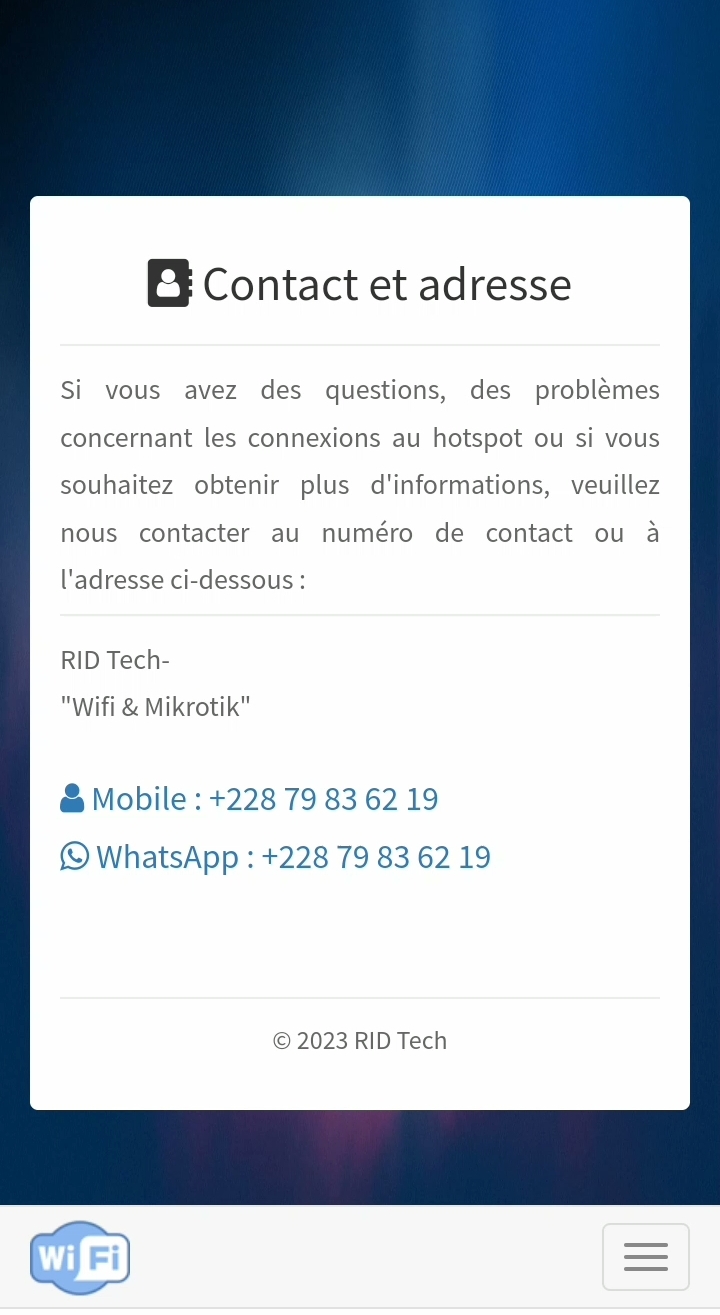 Contact et adresse
Si vous avez des questions, des problèmes
concernant les connexions au hotspot ou si vous
souhaitez obtenir plus d'informations, veuillez
nous contacter au numéro de contact ou à
l'adresse ci-dessous :
RID Tech-
"Wifi & Mikrotik"
Mobile : +228 79 83 62 19
WhatsApp : +228 79 83 62 19
© 2023 RID Tech
WiFi